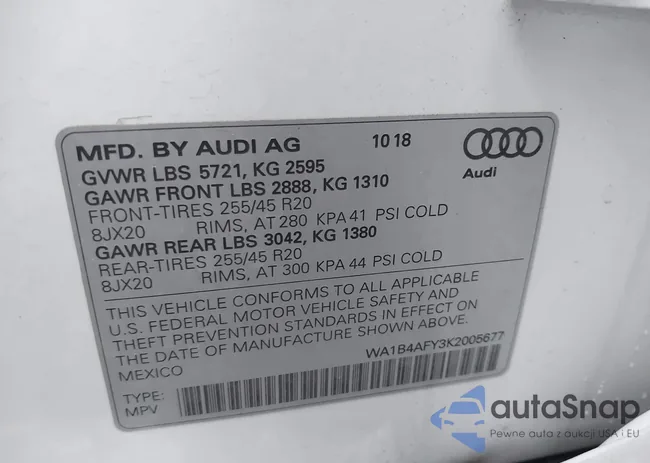 MFD. BY AUDI AG 10 18
GVWR LBS 5721, KG 2595
GAWR FRONT LBS 2888, KG 1310
FRONT-TIRES 255/45 R20
8JX20 RIMS, AT 280 KPA 41 PSI COLD
GAWR REAR LBS 3042, KG 1380
REAR-TIRES 255/45 R20
8JX20 RIMS, AT 300 KPA 44 PSI COLD
Audi
THIS VEHICLE CONFORMS TO ALL APPLICABLE
U.S. FEDERAL MOTOR VEHICLE SAFETY AND
THEFT PREVENTION STANDARDS IN EFFECT ON
THE DATE OF MANUFACTURE SHOWN ABOVE.
MEXICO WA1B4AFY3K2005677
TYPE:
MPV
autaSnap
Pewne auta z aukcji USA i EU